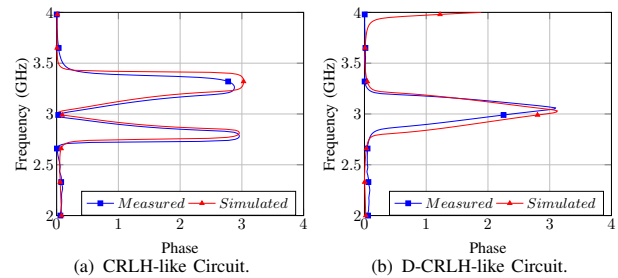 4
3.5
3
2.5
2
0
1
2
3
4
Frequency (GHz)
Phase
Measured
Simulated
(a) CRLH-like Circuit.
4
3.5
3
2.5
2
0
1
2
3
4
Frequency (GHz)
Phase
Measured
Simulated
(b) D-CRLH-like Circuit.